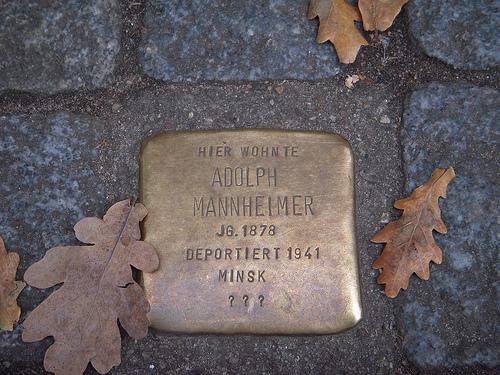 HIER WOHNTE
ADOLPH
MANNHEIMER
JG. 1878
DEPORTIERT 1941
MINSK
? ? ?